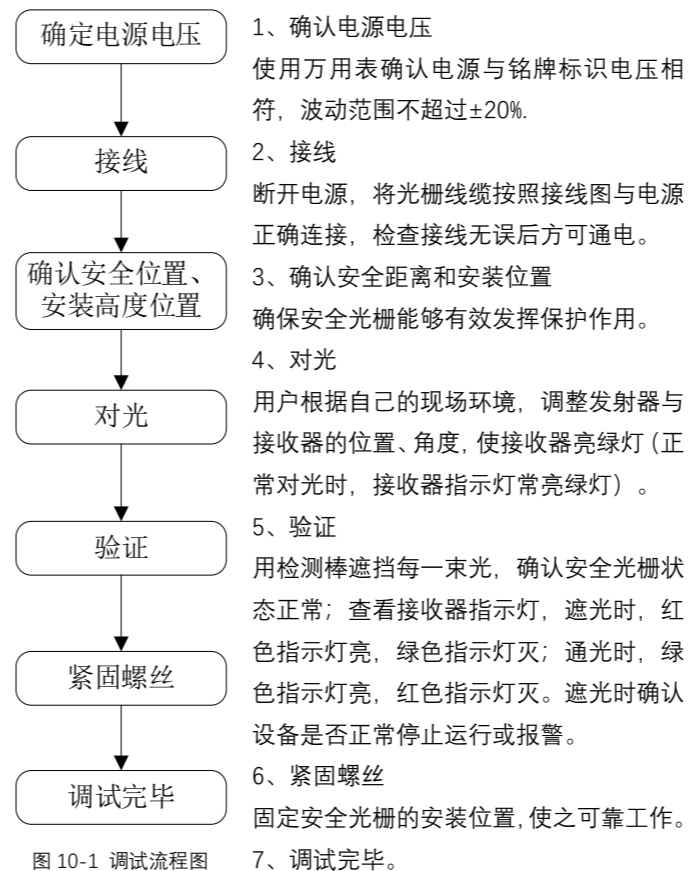 确定电源电压
接线
确认安全位置、
安装高度位置
对光
验证
紧固螺丝
调试完毕
图 10-1 调试流程图
1、确认电源电压
使用万用表确认电源与铭牌标识电压相
符，波动范围不超过±20%.
2、接线
断开电源，将光栅线缆按照接线图与电源
正确连接，检查接线无误后方可通电。
3、确认安全距离和安装位置
确保安全光栅能够有效发挥保护作用。
4、对光
用户根据自己的现场环境，调整发射器与
接收器的位置、角度，使接收器亮绿灯（正
常对光时，接收器指示灯常亮绿灯）。
5、验证
用检测棒遮挡每一束光，确认安全光栅状
态正常；查看接收器指示灯，遮光时，红
色指示灯亮，绿色指示灯灭；通光时，绿
色指示灯亮，红色指示灯灭。遮光时确认
设备是否正常停止运行或报警。
6、紧固螺丝
固定安全光栅的安装位置，使之可靠工作。
7、调试完毕。